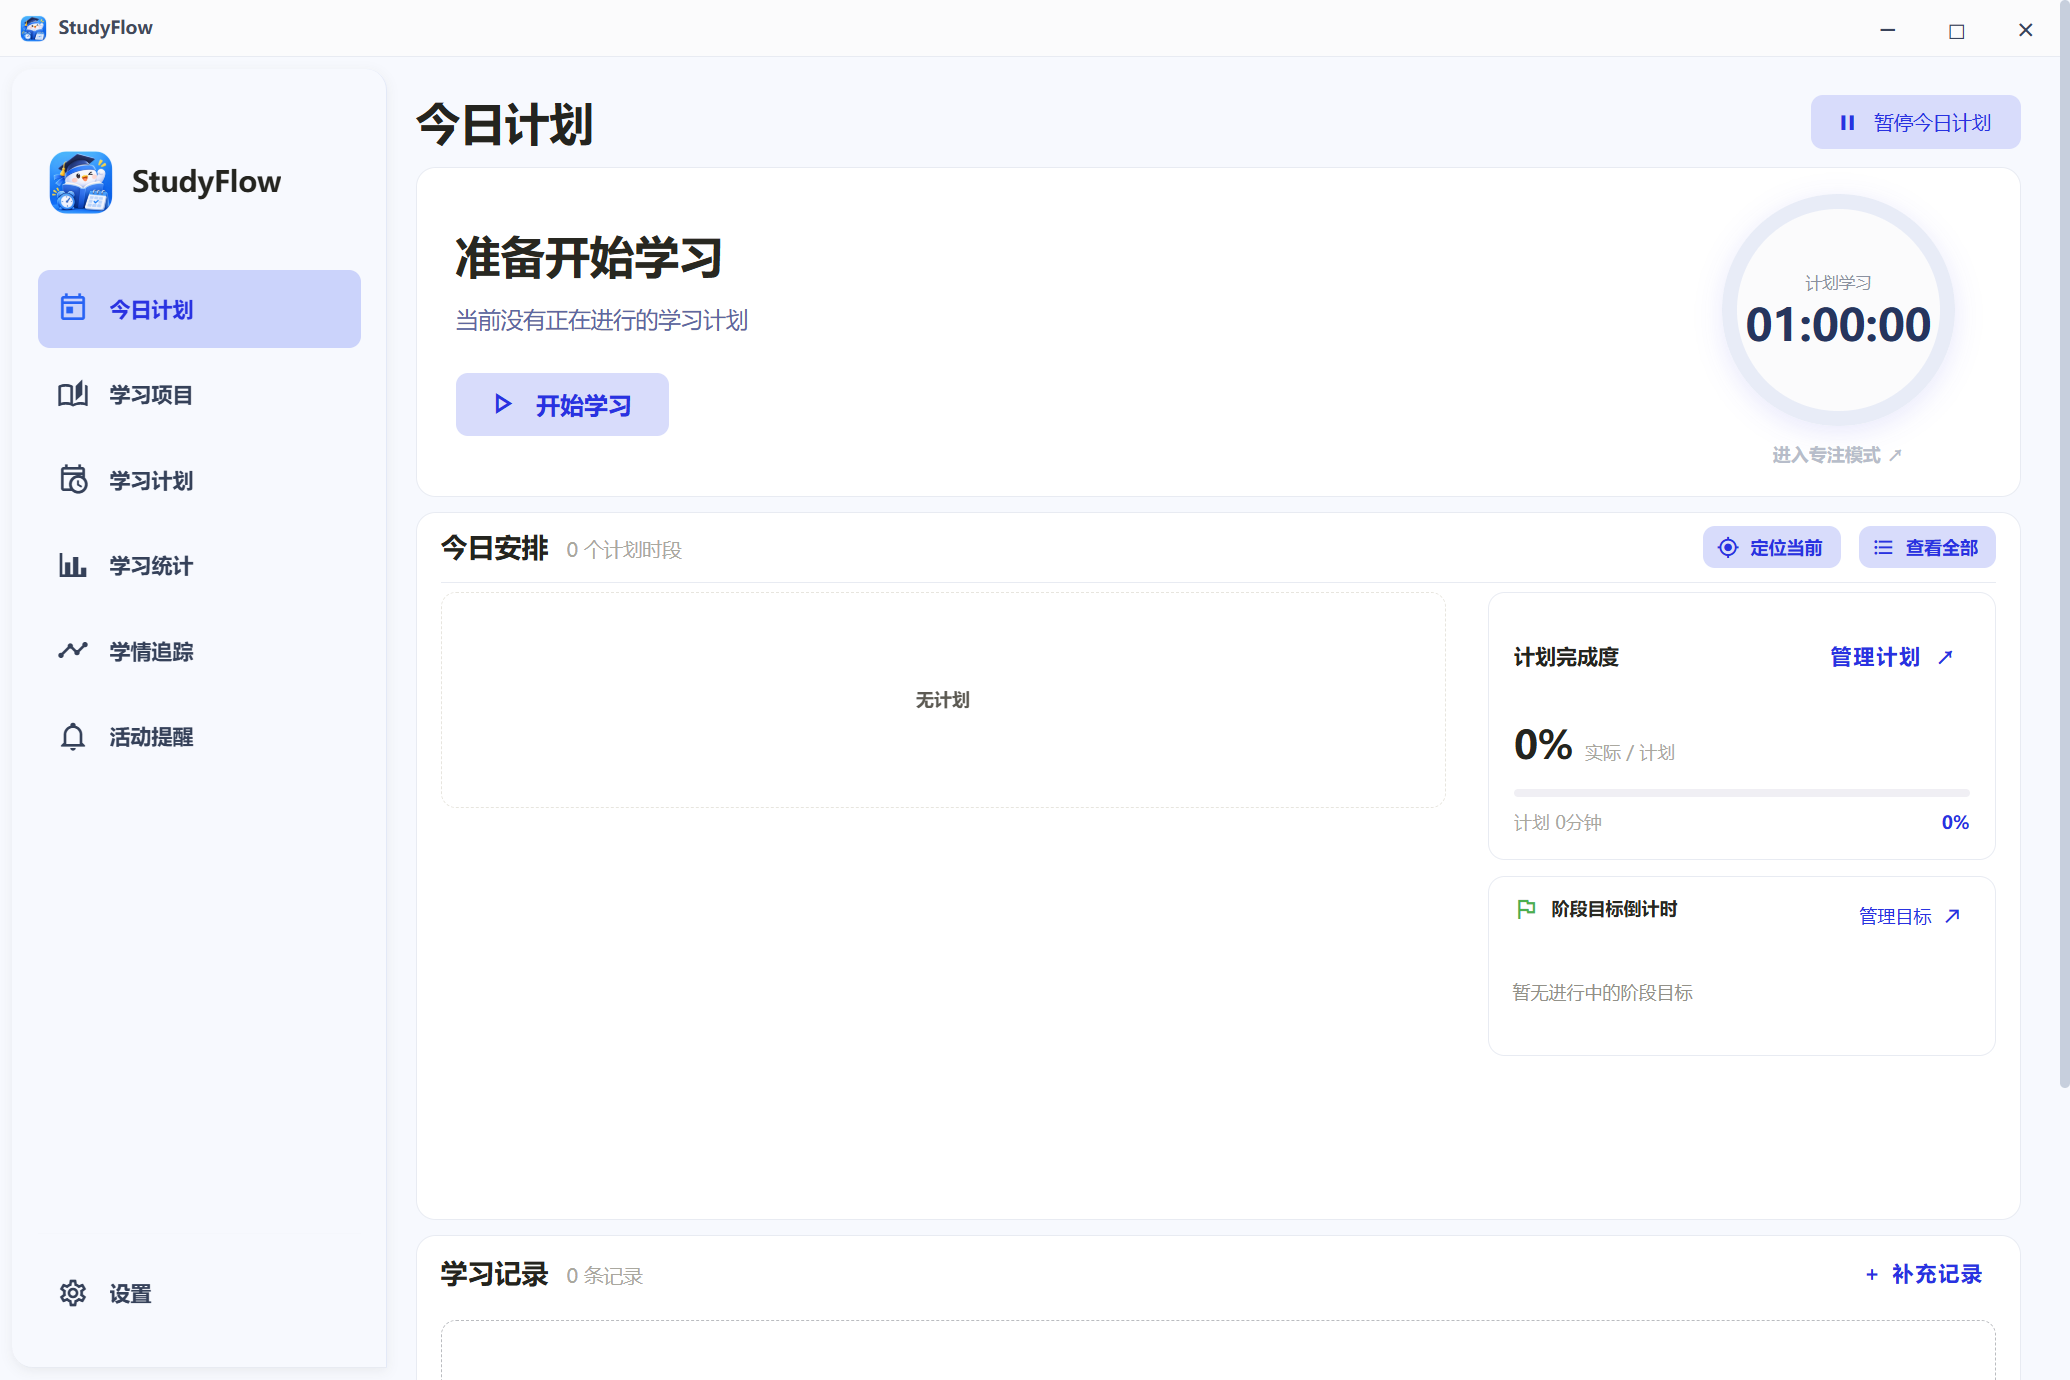 StudyFlow
StudyFlow
今日计划
学习项目
学习计划
学习统计
学情追踪
活动提醒
设置
今日计划
暂停今日计划
准备开始学习
当前没有正在进行的学习计划
开始学习
计划学习
01:00:00
进入专注模式 ↗
今日安排 0 个计划时段
定位当前
查看全部
无计划
计划完成度
管理计划 ↗
0% 实际 / 计划
计划 0分钟
0%
阶段目标倒计时
管理目标 ↗
暂无进行中的阶段目标
学习记录 0 条记录
+ 补充记录